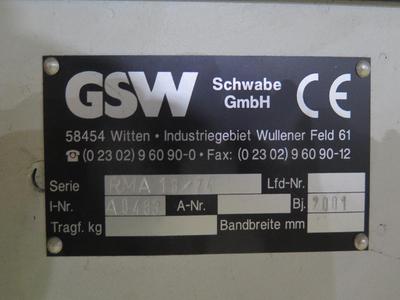 GSW Schwabe GmbH CE
58454 Witten • Industriegebiet Wullener Feld 61
☎ (0 23 02) 9 60 90-0 • Fax: (0 23 02) 9 60 90-12
Serie RMA Lfd-Nr.
I-Nr. A0483 A-Nr. Bj. 2001
Tragf. kg Bandbreite mm